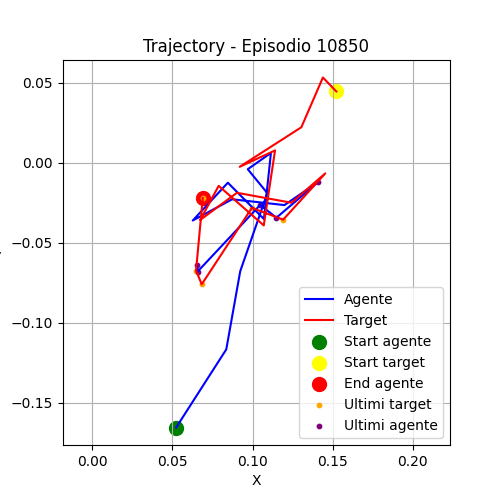 Trajectory - Episodio 10850
0.05
0.00
−0.05
−0.10
−0.15
0.00
0.05
0.10
0.15
0.20
X
Agente
Target
Start agente
Start target
End agente
Ultimi target
Ultimi agente